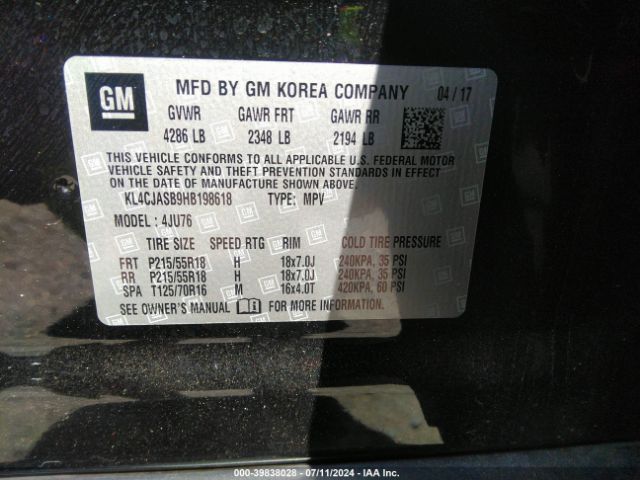 GM MFD BY GM KOREA COMPANY 04 / 17
GVWR GAWR FRT GAWR RR
4286 LB 2348 LB 2194 LB
THIS VEHICLE CONFORMS TO ALL APPLICABLE U.S. FEDERAL MOTOR
VEHICLE SAFETY AND THEFT PREVENTION STANDARDS IN EFFECT ON
THE DATE OF MANUFACTURE SHOWN ABOVE.
KL4CJASB9HB198618 TYPE: MPV
MODEL : 4JU76
TIRE SIZE SPEED RTG RIM COLD TIRE PRESSURE
FRT P215/55R18 H 18x7.0J 240KPA, 35 PSI
RR P215/55R18 H 18x7.0J 240KPA, 35 PSI
SPA T125/70R16 M 16x4.0T 420KPA, 60 PSI
SEE OWNER'S MANUAL FOR MORE INFORMATION.
000-39838028 - 07/11/2024 - IAA Inc.